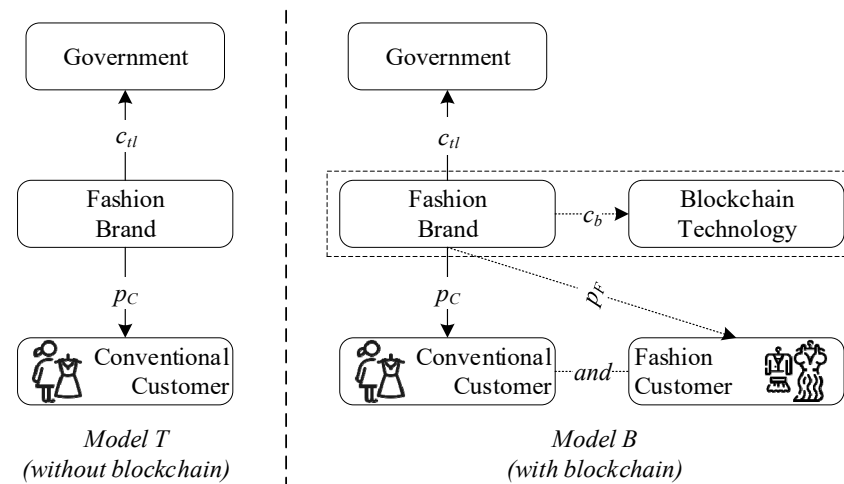 Government
c_tl
Fashion
Brand
p_C
Conventional
Customer
Model T
(without blockchain)
Government
c_tl
Fashion
Brand
c_b
Blockchain
Technology
p_C
p_F
Conventional
Customer
and
Fashion
Customer
Model B
(with blockchain)